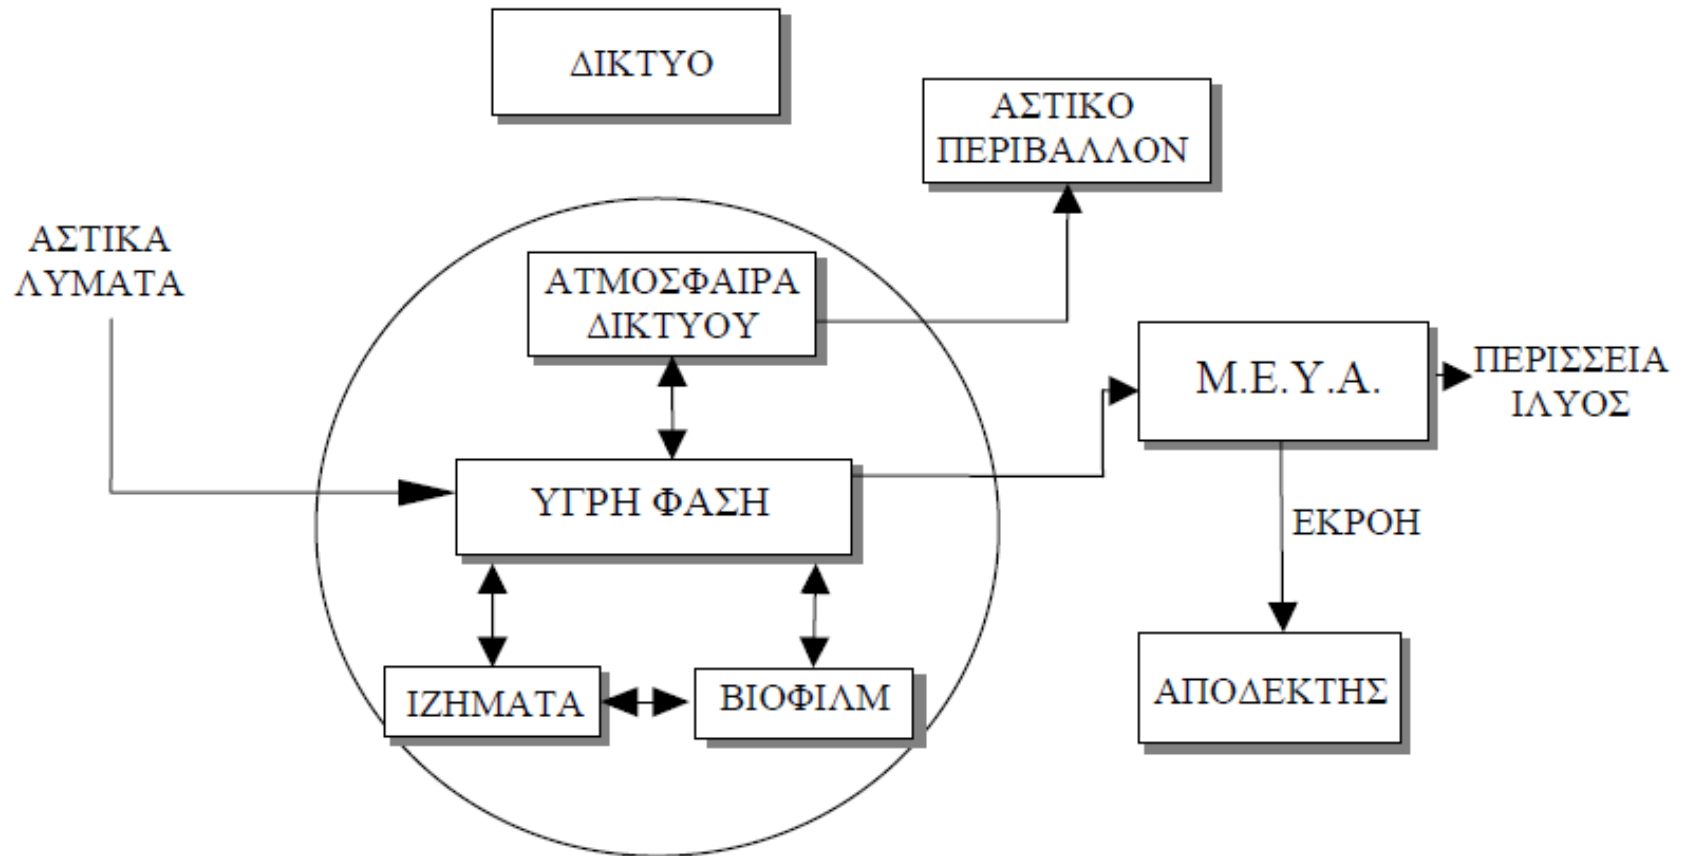 ΔΙΚΤΥΟ
ΑΣΤΙΚΟ
ΠΕΡΙΒΑΛΛΟΝ
ΑΣΤΙΚΑ
ΛΥΜΑΤΑ
ΑΤΜΟΣΦΑΙΡΑ
ΔΙΚΤΥΟΥ
Μ.Ε.Υ.Α.
ΠΕΡΙΣΣΕΙΑ
ΙΛΥΟΣ
ΥΓΡΗ ΦΑΣΗ
ΕΚΡΟΗ
ΙΖΗΜΑΤΑ
ΒΙΟΦΙΛΜ
ΑΠΟΔΕΚΤΗΣ